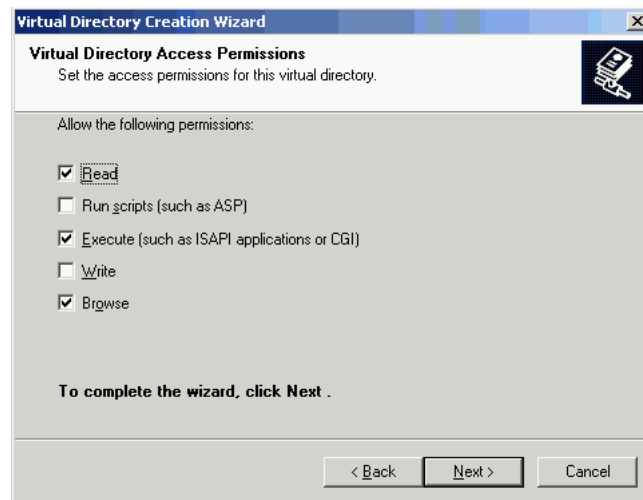 Virtual Directory Creation Wizard
Virtual Directory Access Permissions
Set the access permissions for this virtual directory.
Allow the following permissions:
Read
Run scripts (such as ASP)
Execute (such as ISAPI applications or CGI)
Write
Browse
To complete the wizard, click Next .
< Back Next > Cancel